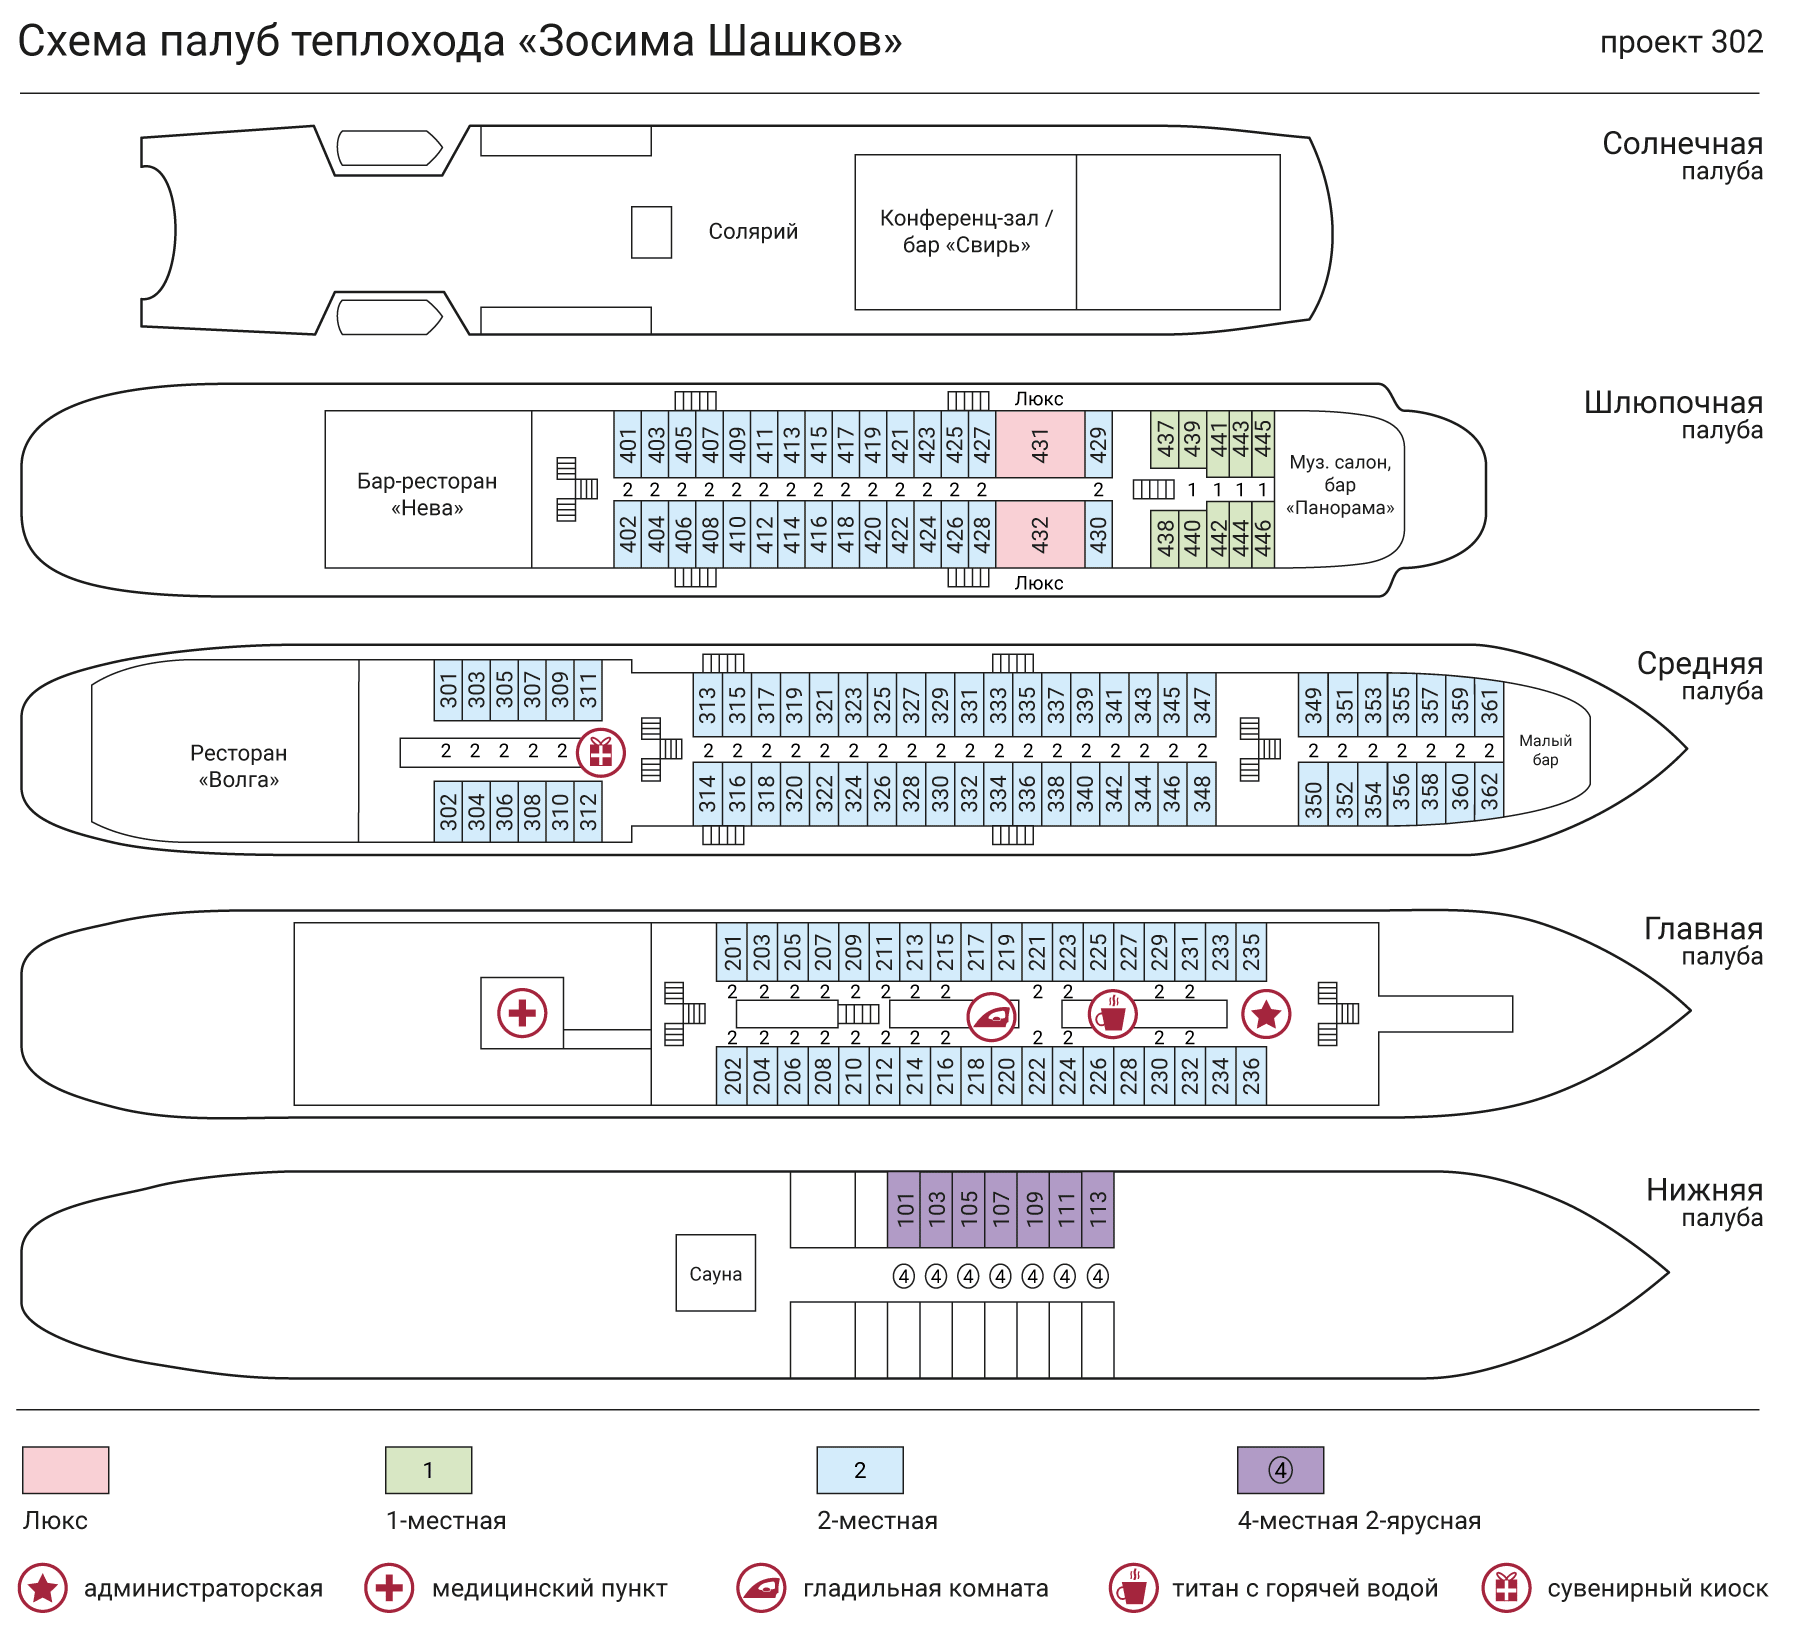 Схема палуб теплохода «Зосима Шашков»
проект 302
Солнечная
палуба
Солярий
Конференц-зал /
бар «Свирь»
Шлюпочная
палуба
Люкс
401 403 405 407 409 411 413 415 417 419 421 423 425 427 431 429 437 439 441 443 445
Бар-ресторан
«Нева»
2 2 2 2 2 2 2 2 2 2 2 2 2 2 2 1 1 1 1
Муз. салон,
бар
«Панорама»
402 404 406 408 410 412 414 416 418 420 422 424 426 428 432 430 438 440 442 444 446
Люкс
Средняя
палуба
301 303 305 307 309 311 313 315 317 319 321 323 325 327 329 331 333 335 337 339 341 343 345 347 349 351 353 355 357 359 361
Ресторан
«Волга»
2 2 2 2 2 2 2 2 2 2 2 2 2 2 2 2 2 2 2 2 2 2 2 2 2 2 2 2 2 2
Малый
бар
302 304 306 308 310 312 314 316 318 320 322 324 326 328 330 332 334 336 338 340 342 344 346 348 350 352 354 356 358 360 362
Главная
палуба
201 203 205 207 209 211 213 215 217 219 221 223 225 227 229 231 233 235
2 2 2 2 2 2 2 2 2 2 2 2
2 2 2 2 2 2 2 2 2 2 2 2
202 204 206 208 210 212 214 216 218 220 222 224 226 228 230 232 234 236
Нижняя
палуба
101 103 105 107 109 111 113
Сауна
4 4 4 4 4 4 4
1 2 4
Люкс 1-местная 2-местная 4-местная 2-ярусная
администраторская медицинский пункт гладильная комната титан с горячей водой сувенирный киоск